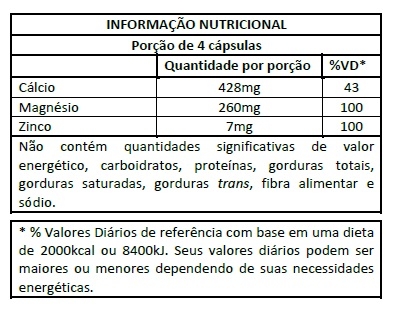 INFORMAÇÃO NUTRICIONAL
Porção de 4 cápsulas
Quantidade por porção %VD*
Cálcio 428mg 43
Magnésio 260mg 100
Zinco 7mg 100
Não contém quantidades significativas de valor
energético, carboidratos, proteínas, gorduras totais,
gorduras saturadas, gorduras trans, fibra alimentar e
sódio.
* % Valores Diários de referência com base em uma dieta
de 2000kcal ou 8400kJ. Seus valores diários podem ser
maiores ou menores dependendo de suas necessidades
energéticas.